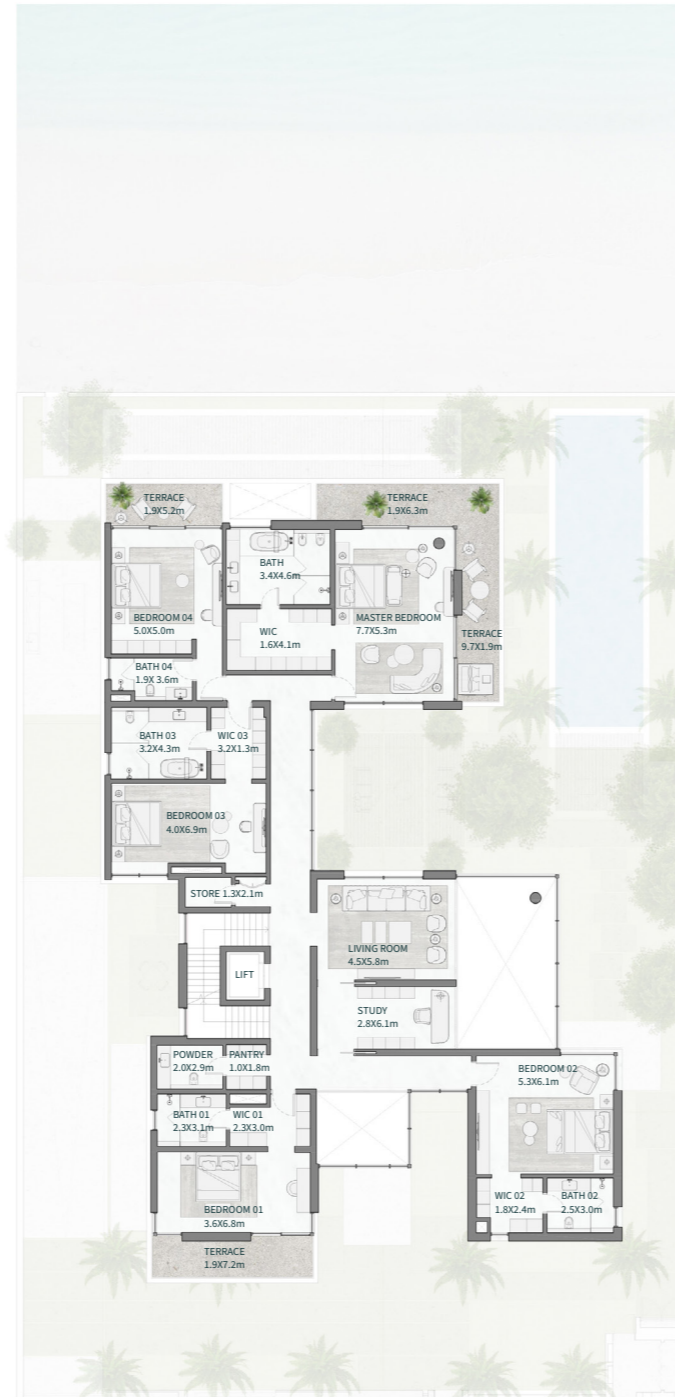 TERRACE
1.9X5.2m
TERRACE
1.9X6.3m
BATH
3.4X4.6m
BEDROOM 04
5.0X5.0m
MASTER BEDROOM
7.7X5.3m
WIC
1.6X4.1m
TERRACE
9.7X1.9m
BATH 04
1.9X 3.6m
BATH 03
3.2X4.3m
WIC 03
3.2X1.3m
BEDROOM 03
4.0X6.9m
STORE 1.3X2.1m
LIVING ROOM
4.5X5.8m
LIFT
STUDY
2.8X6.1m
POWDER
2.0X2.9m
PANTRY
1.0X1.8m
BEDROOM 02
5.3X6.1m
BATH 01
2.3X3.1m
WIC 01
2.3X3.0m
WIC 02
1.8X2.4m
BATH 02
2.5X3.0m
BEDROOM 01
3.6X6.8m
TERRACE
1.9X7.2m